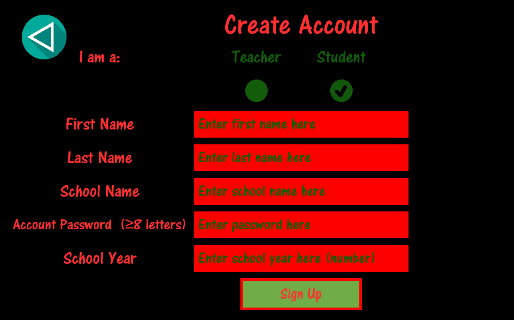 Create Account
I am a:
Teacher
Student
First Name
Enter first name here
Last Name
Enter last name here
School Name
Enter school name here
Account Password (≥8 letters)
Enter password here
School Year
Enter school year here (number)
Sign Up